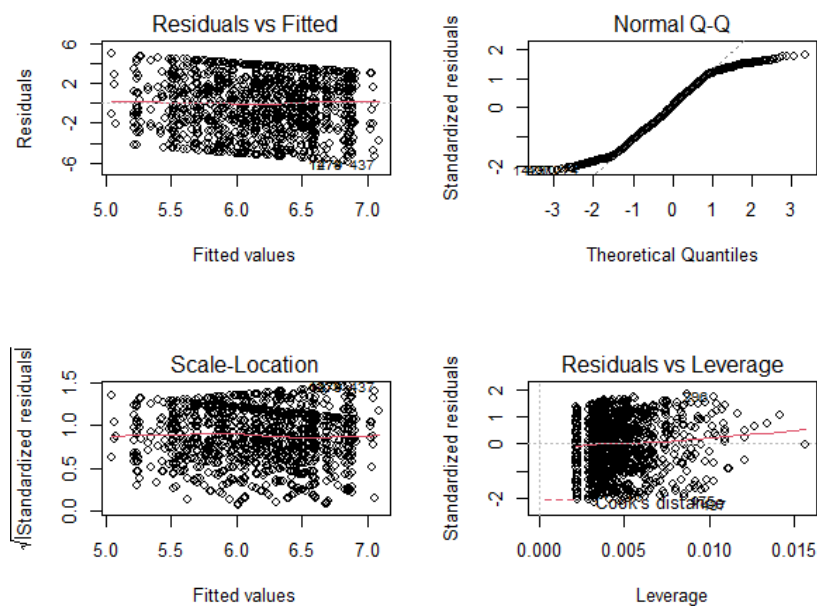 Residuals vs Fitted
Residuals
6
2
-2
-6
437
5.0 5.5 6.0 6.5 7.0
Fitted values
Normal Q-Q
Standardized residuals
2
1
0
-2
-3 -2 -1 0 1 2 3
Theoretical Quantiles
Scale-Location
√|Standardized residuals|
1.5
1.0
0.5
0.0
437
5.0 5.5 6.0 6.5 7.0
Fitted values
Residuals vs Leverage
Standardized residuals
2
1
0
-2
Cook's distance
0.000 0.005 0.010 0.015
Leverage